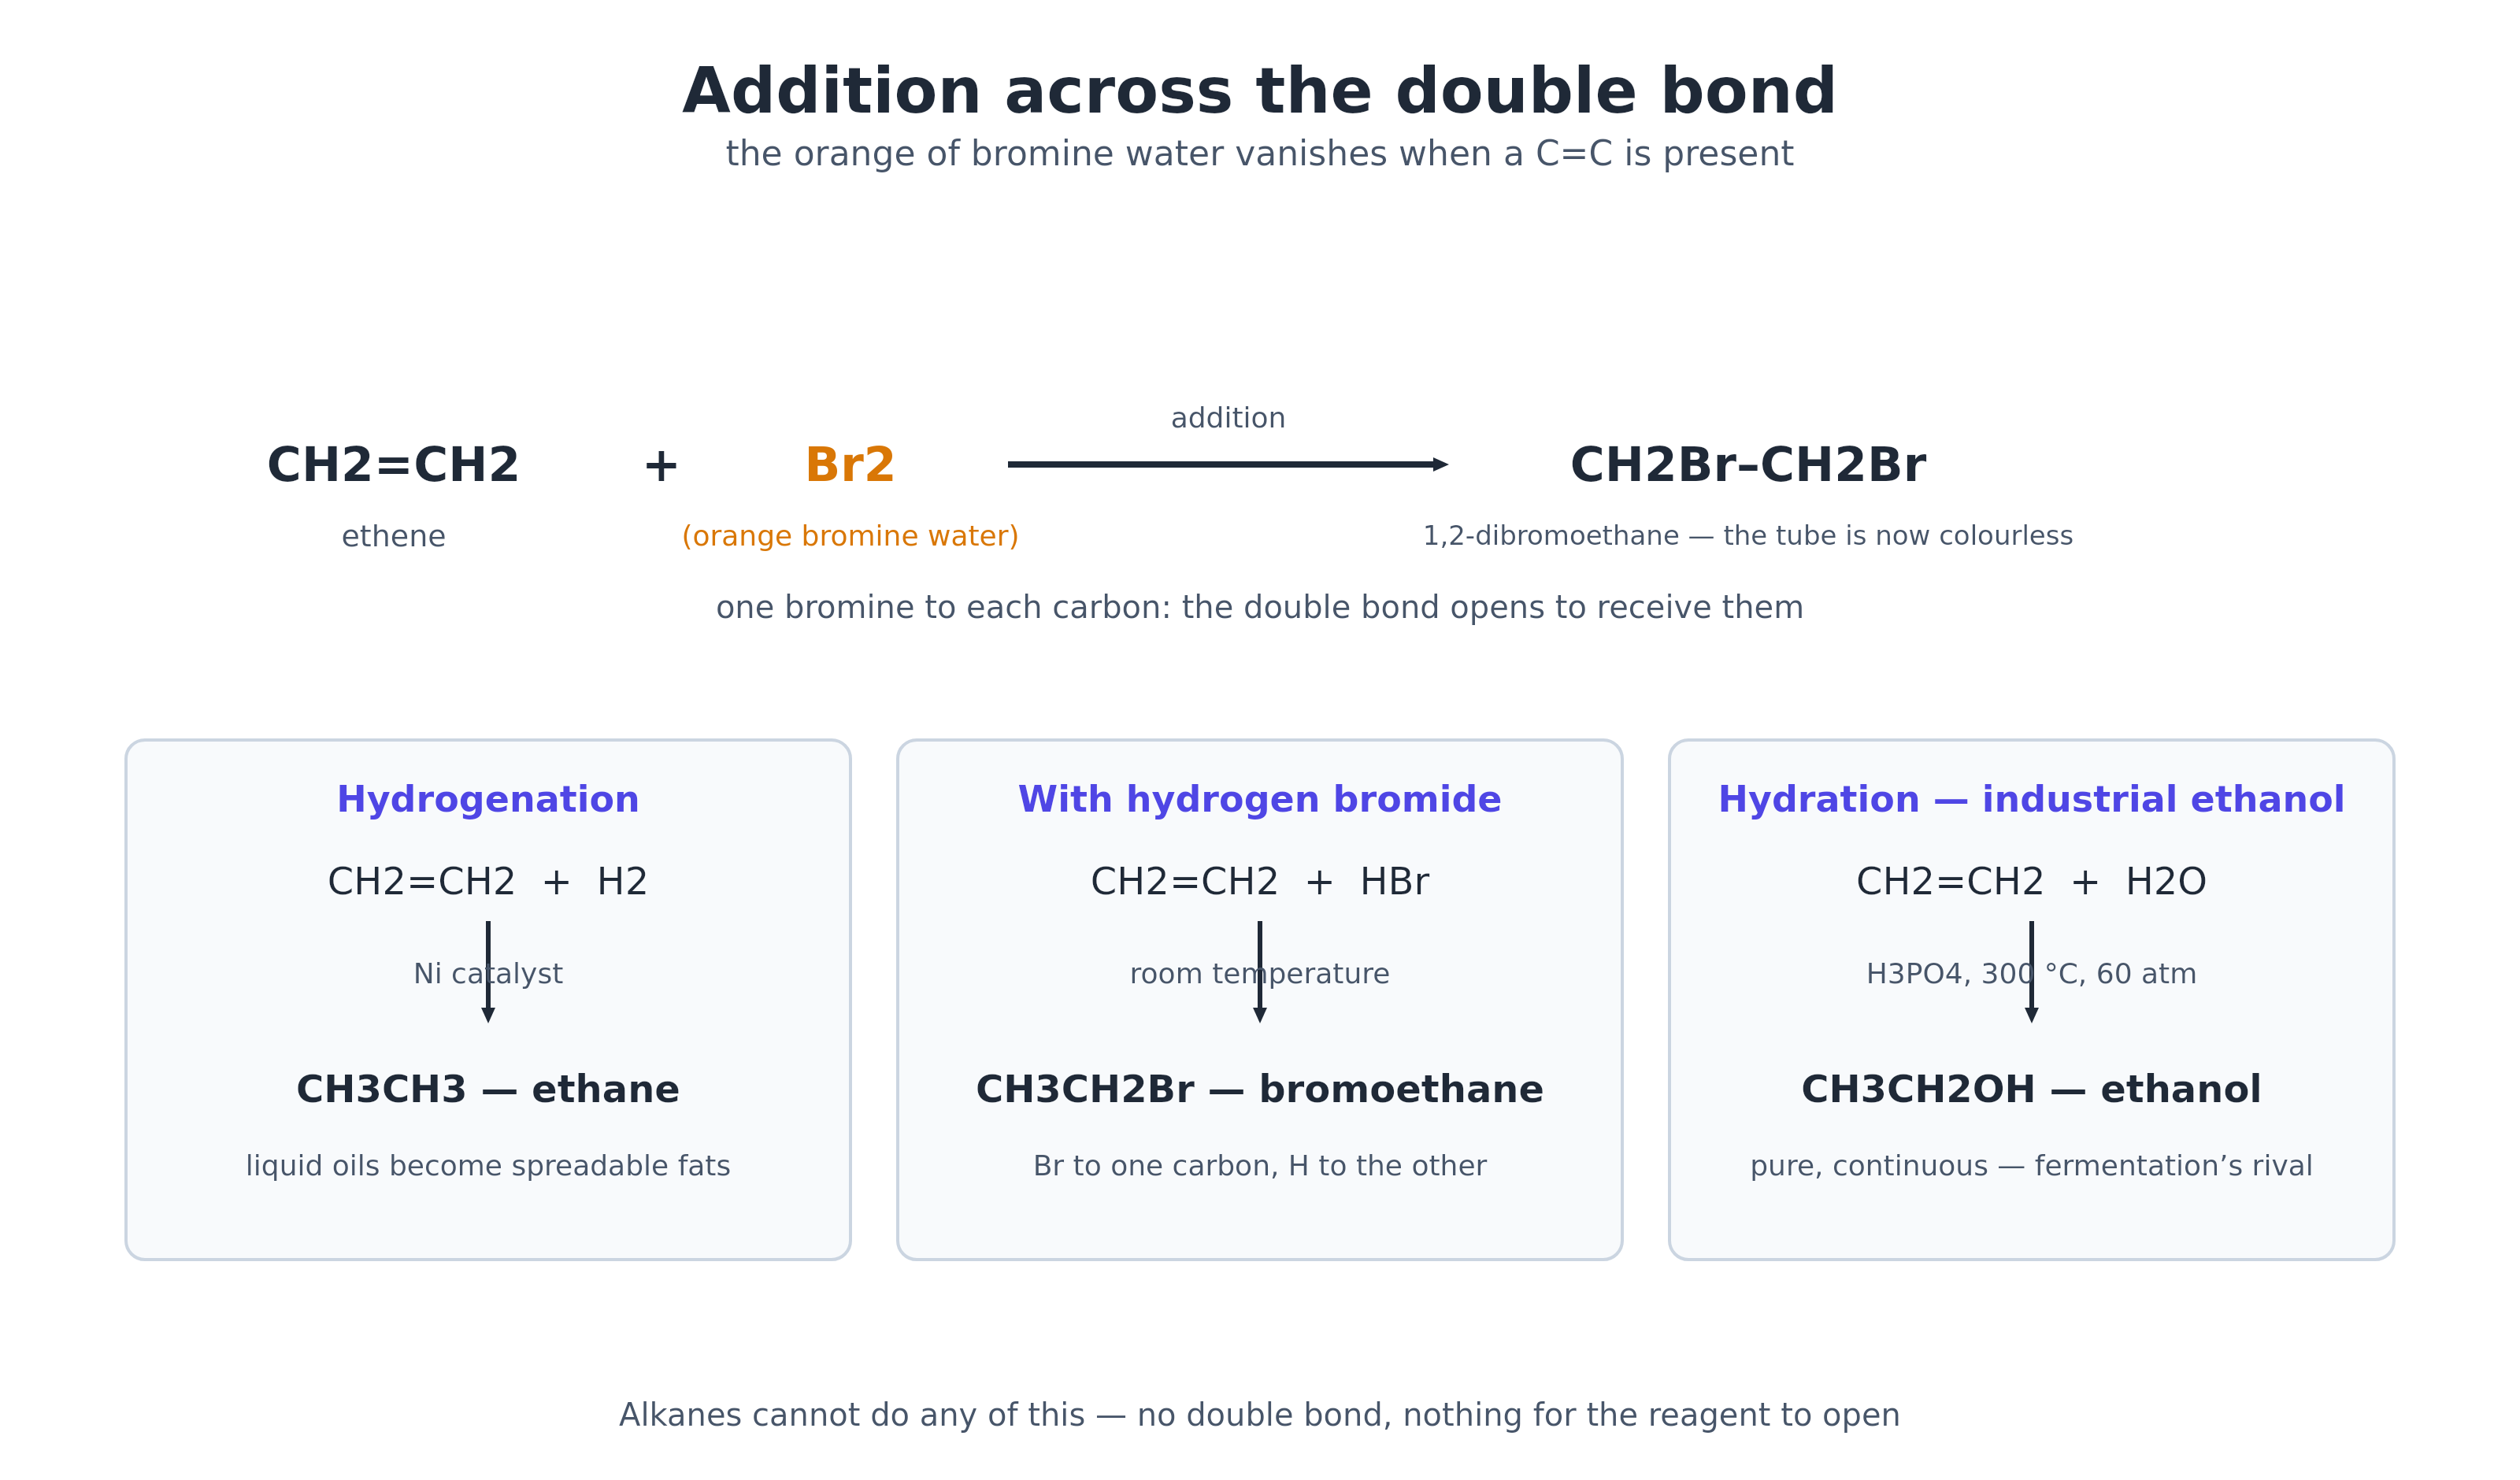 Addition across the double bond
the orange of bromine water vanishes when a C=C is present
addition
CH2=CH2 + Br2 CH2Br–CH2Br
ethene (orange bromine water) 1,2-dibromoethane — the tube is now colourless
one bromine to each carbon: the double bond opens to receive them
Hydrogenation
CH2=CH2 + H2
Ni catalyst
CH3CH3 — ethane
liquid oils become spreadable fats
With hydrogen bromide
CH2=CH2 + HBr
room temperature
CH3CH2Br — bromoethane
Br to one carbon, H to the other
Hydration — industrial ethanol
CH2=CH2 + H2O
H3PO4, 300 °C, 60 atm
CH3CH2OH — ethanol
pure, continuous — fermentation’s rival
Alkanes cannot do any of this — no double bond, nothing for the reagent to open